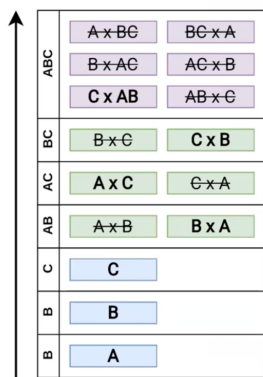 ABC
A x BC BC x A
B x AC AC x B
C x AB AB x C
BC
B x C C x B
AC
A x C C x A
AB
A x B B x A
C
C
B
B
B
A